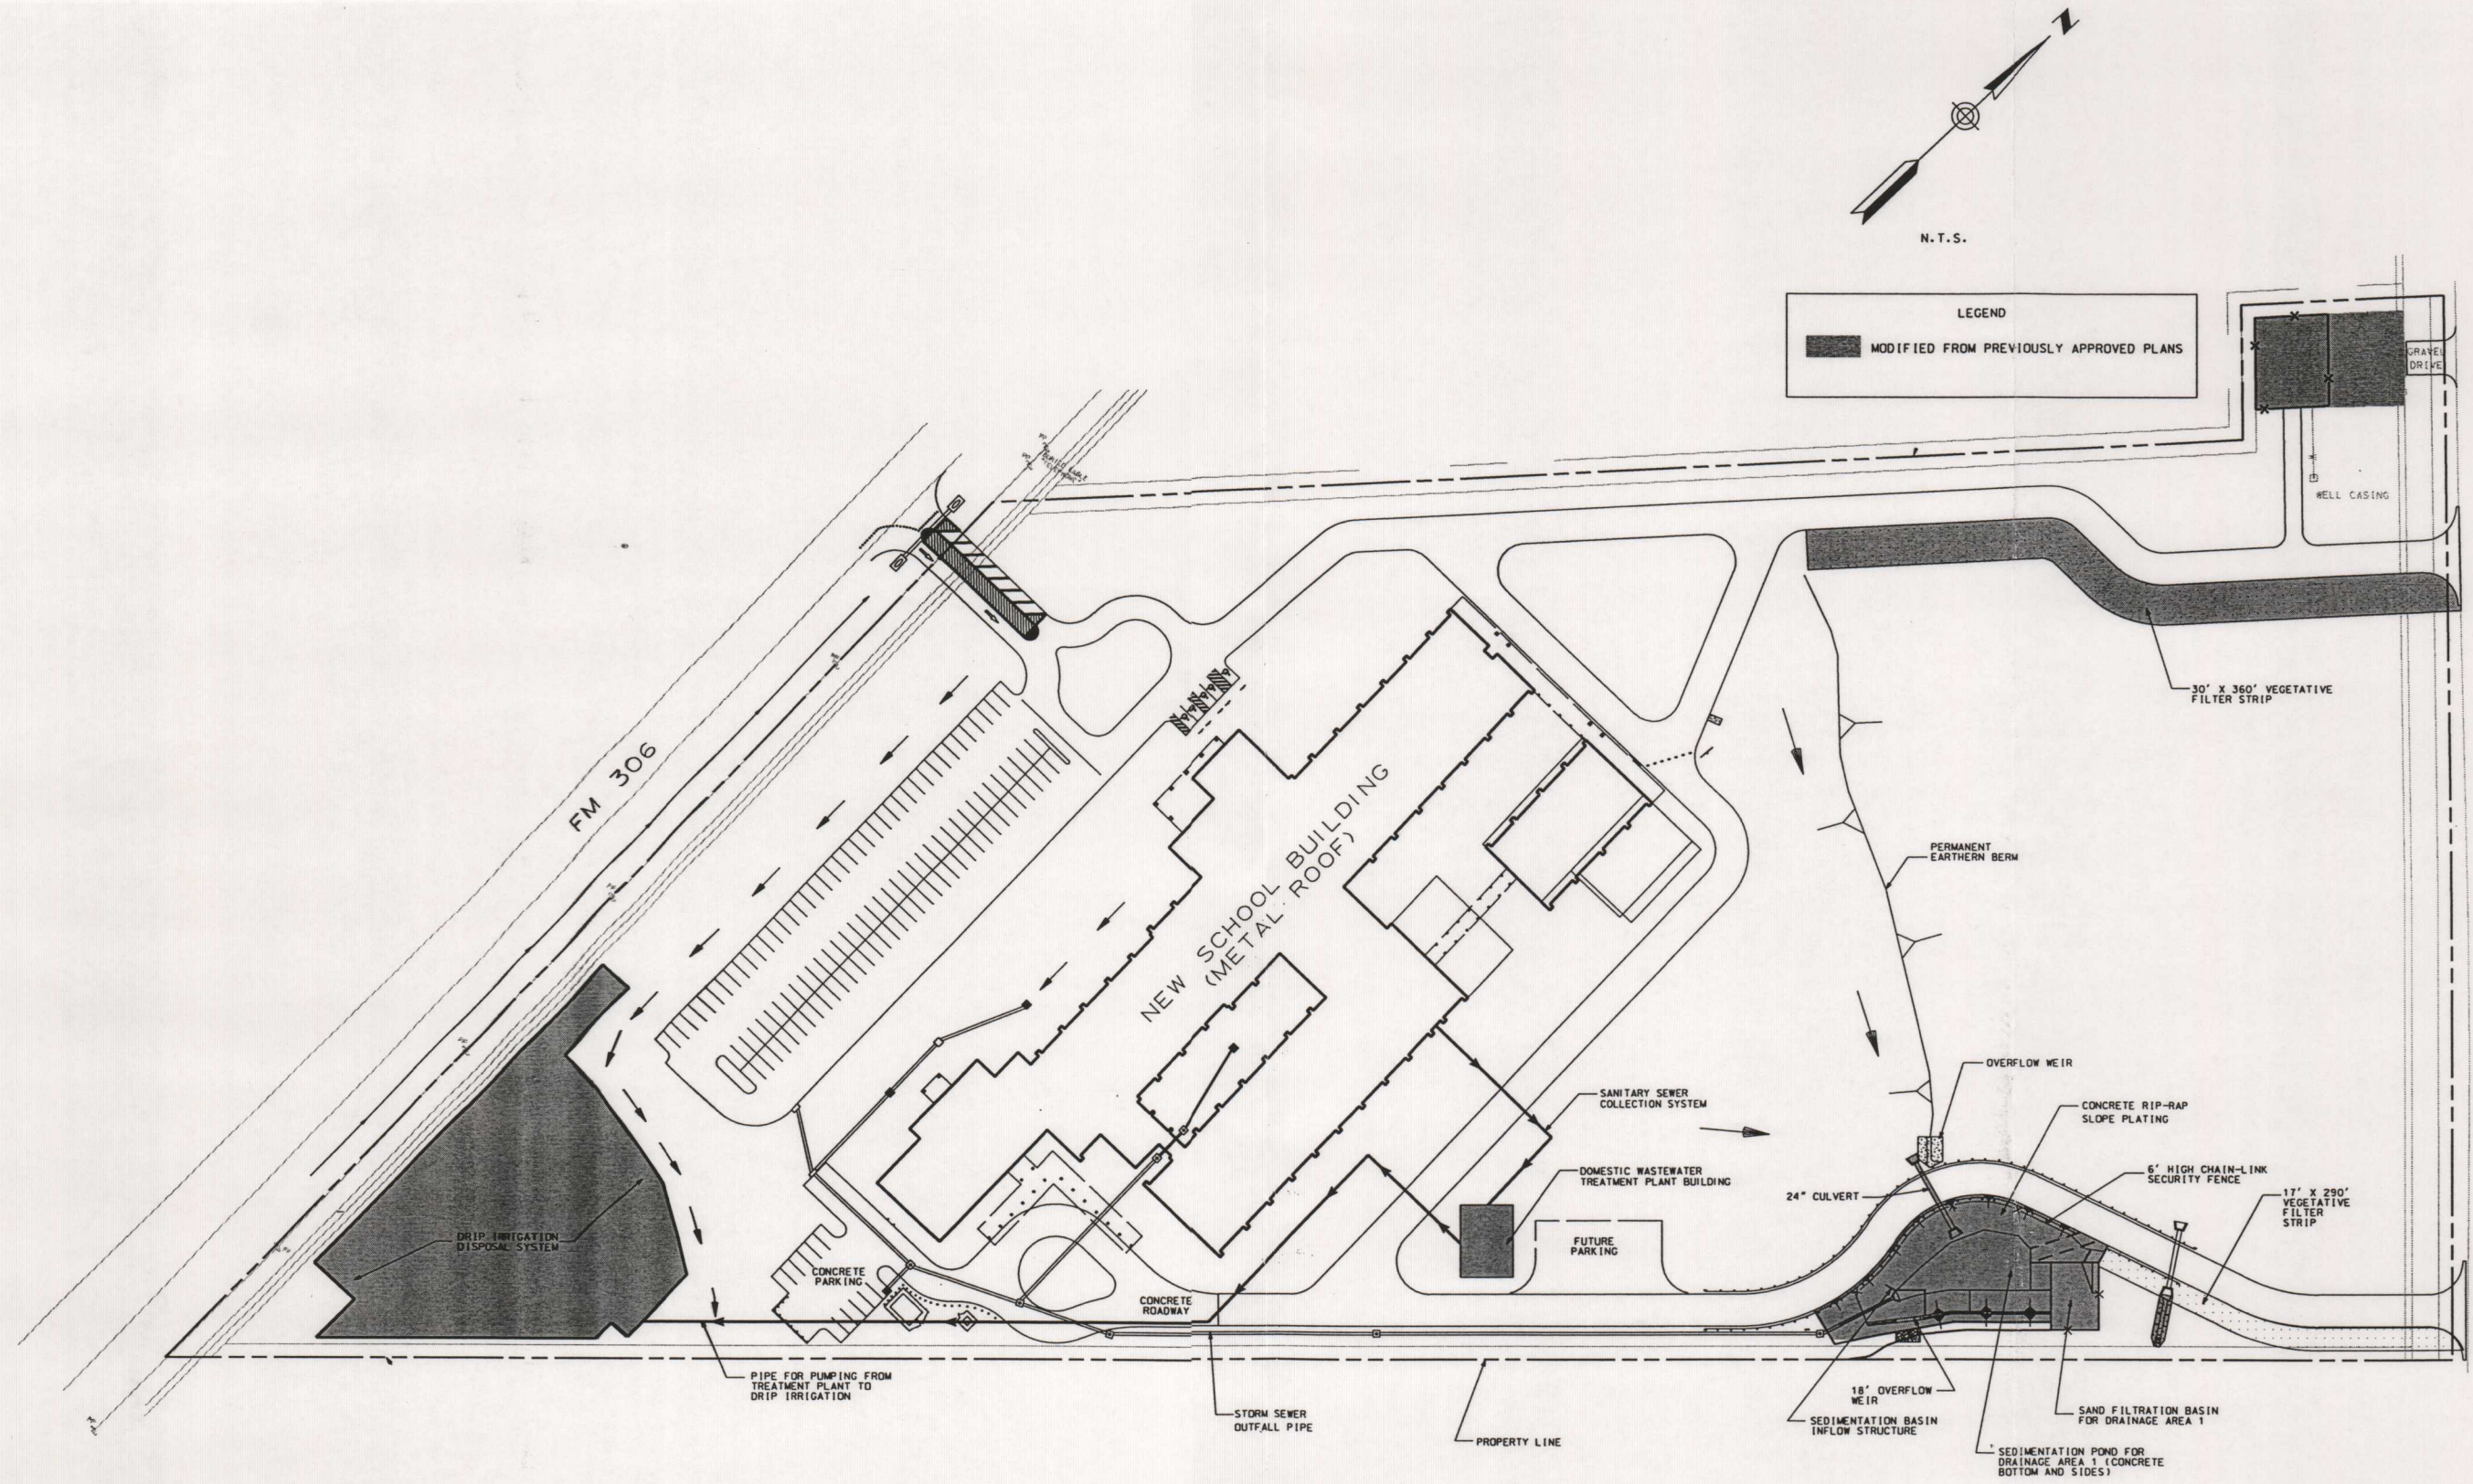 N
N.T.S.
LEGEND
MODIFIED FROM PREVIOUSLY APPROVED PLANS
GRAVEL
DRIVE
WELL CASING
30' X 360' VEGETATIVE
FILTER STRIP
FM 306
NEW SCHOOL BUILDING
(METAL ROOF)
PERMANENT
EARTHERN BERM
OVERFLOW WEIR
SANITARY SEWER
COLLECTION SYSTEM
CONCRETE RIP-RAP
SLOPE PLATING
DOMESTIC WASTEWATER
TREATMENT PLANT BUILDING
24" CULVERT
6' HIGH CHAIN-LINK
SECURITY FENCE
17' X 290'
VEGETATIVE
FILTER
STRIP
DRIP IRRIGATION
DISPOSAL SYSTEM
FUTURE
PARKING
CONCRETE
PARKING
CONCRETE
ROADWAY
PIPE FOR PUMPING FROM
TREATMENT PLANT TO
DRIP IRRIGATION
STORM SEWER
OUTFALL PIPE
PROPERTY LINE
18' OVERFLOW
WEIR
SEDIMENTATION BASIN
INFLOW STRUCTURE
SAND FILTRATION BASIN
FOR DRAINAGE AREA 1
SEDIMENTATION POND FOR
DRAINAGE AREA 1 (CONCRETE
BOTTOM AND SIDES)